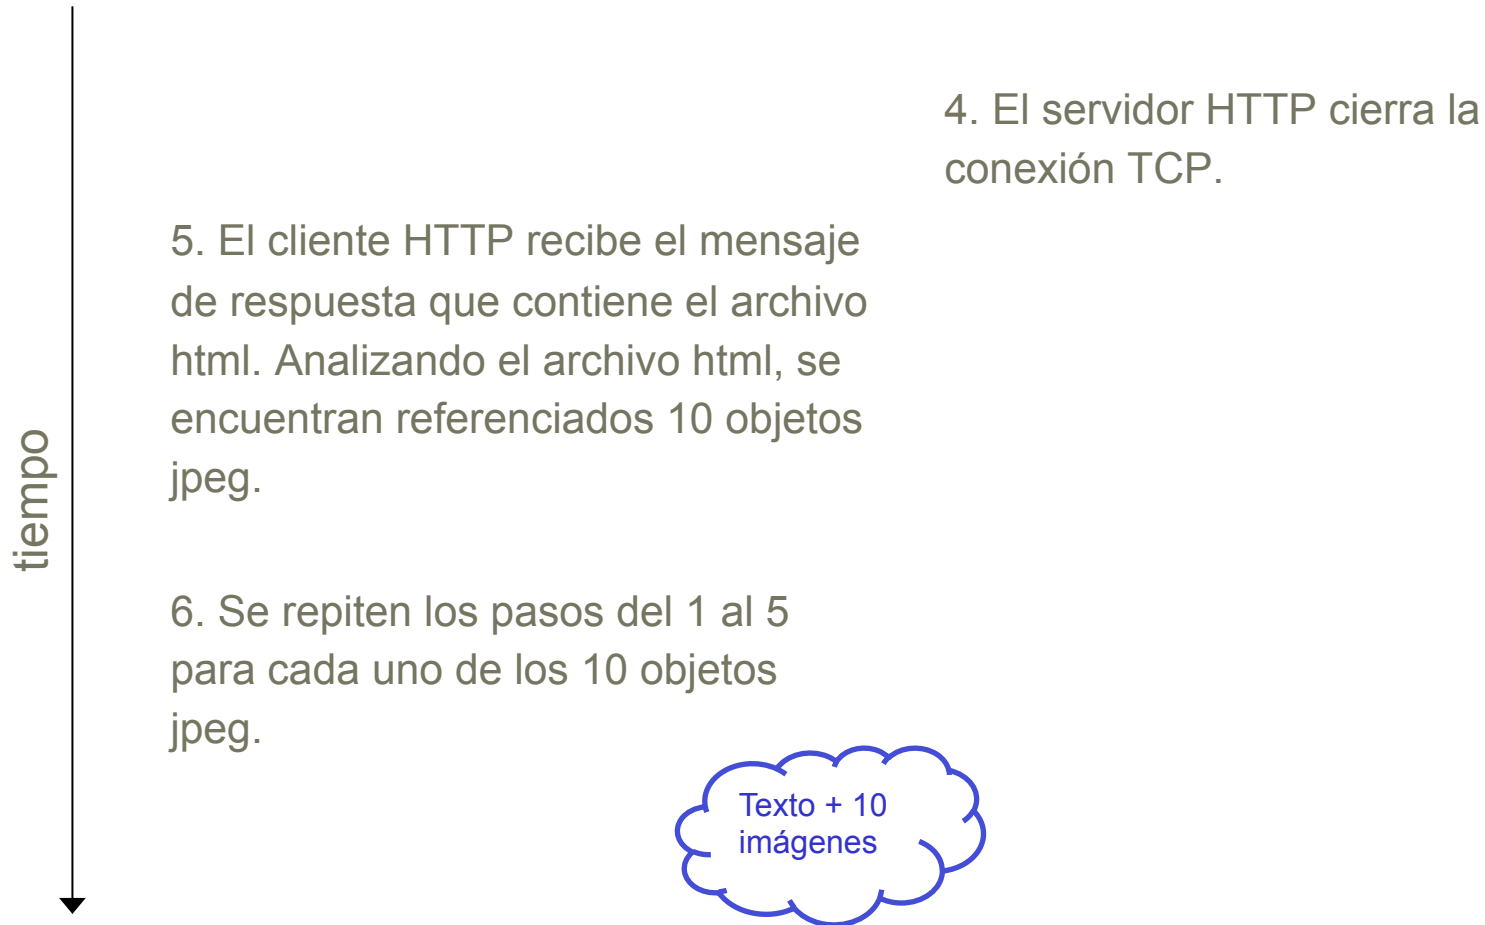 4. El servidor HTTP cierra la
conexión TCP.
5. El cliente HTTP recibe el mensaje
de respuesta que contiene el archivo
html. Analizando el archivo html, se
encuentran referenciados 10 objetos
jpeg.
tiempo
6. Se repiten los pasos del 1 al 5
para cada uno de los 10 objetos
jpeg.
Texto + 10
imágenes